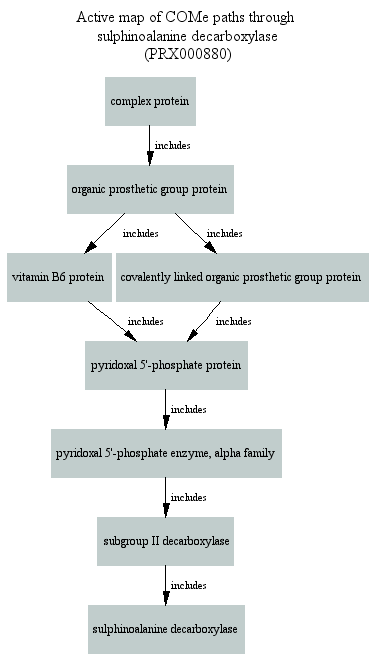 Active map of COMe paths through
sulphinoalanine decarboxylase
(PRX000880)
complex protein
includes
organic prosthetic group protein
includes includes
vitamin B6 protein covalently linked organic prosthetic group protein
includes includes
pyridoxal 5'-phosphate protein
includes
pyridoxal 5'-phosphate enzyme, alpha family
includes
subgroup II decarboxylase
includes
sulphinoalanine decarboxylase